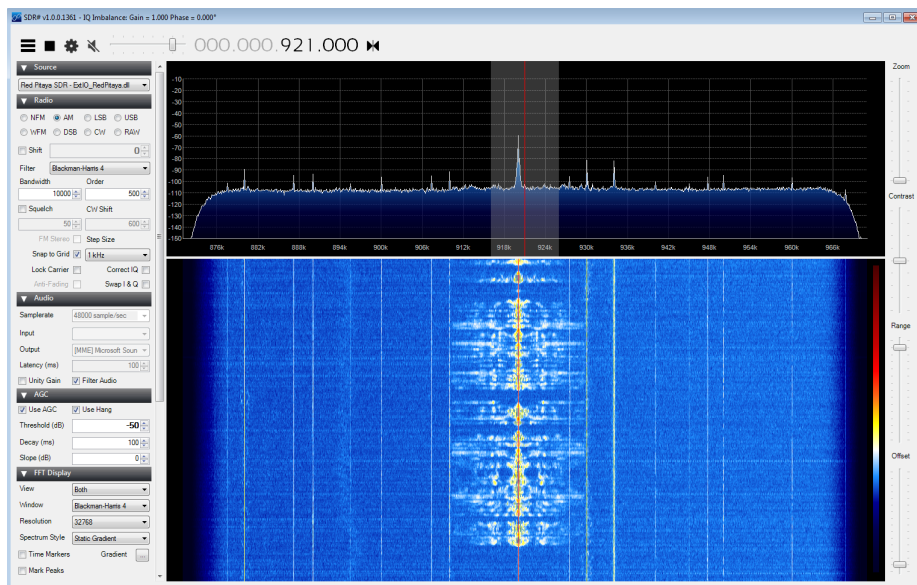 SDR# v1.0.0.1361 - IQ Imbalance: Gain = 1.000 Phase = 0.000°
000.000.921.000
Source
Red Pitaya SDR - ExtIO_RedPitaya.dll
Radio
NFM AM LSB USB
WFM DSB CW RAW
Shift 0
Filter Blackman-Harris 4
Bandwidth Order
10000 500
Squelch CW Shift
50 600
FM Stereo Step Size
Snap to Grid 1 kHz
Lock Carrier Correct IQ
Anti-Fading Swap I & Q
Audio
Samplerate 48000 sample/sec
Input
Output [MME] Microsoft Soun
Latency (ms) 100
Unity Gain Filter Audio
AGC
Use AGC Use Hang
Threshold (dB) -50
Decay (ms) 100
Slope (dB) 0
FFT Display
View Both
Window Blackman-Harris 4
Resolution 32768
Spectrum Style Static Gradient
Time Markers Gradient ...
Mark Peaks
-10
-20
-30
-40
-50
-60
-70
-80
-90
-100
-110
-120
-130
-140
-150
876k 882k 888k 894k 900k 906k 912k 918k 924k 930k 936k 942k 948k 954k 960k 966k
Zoom
Contrast
Range
Offset